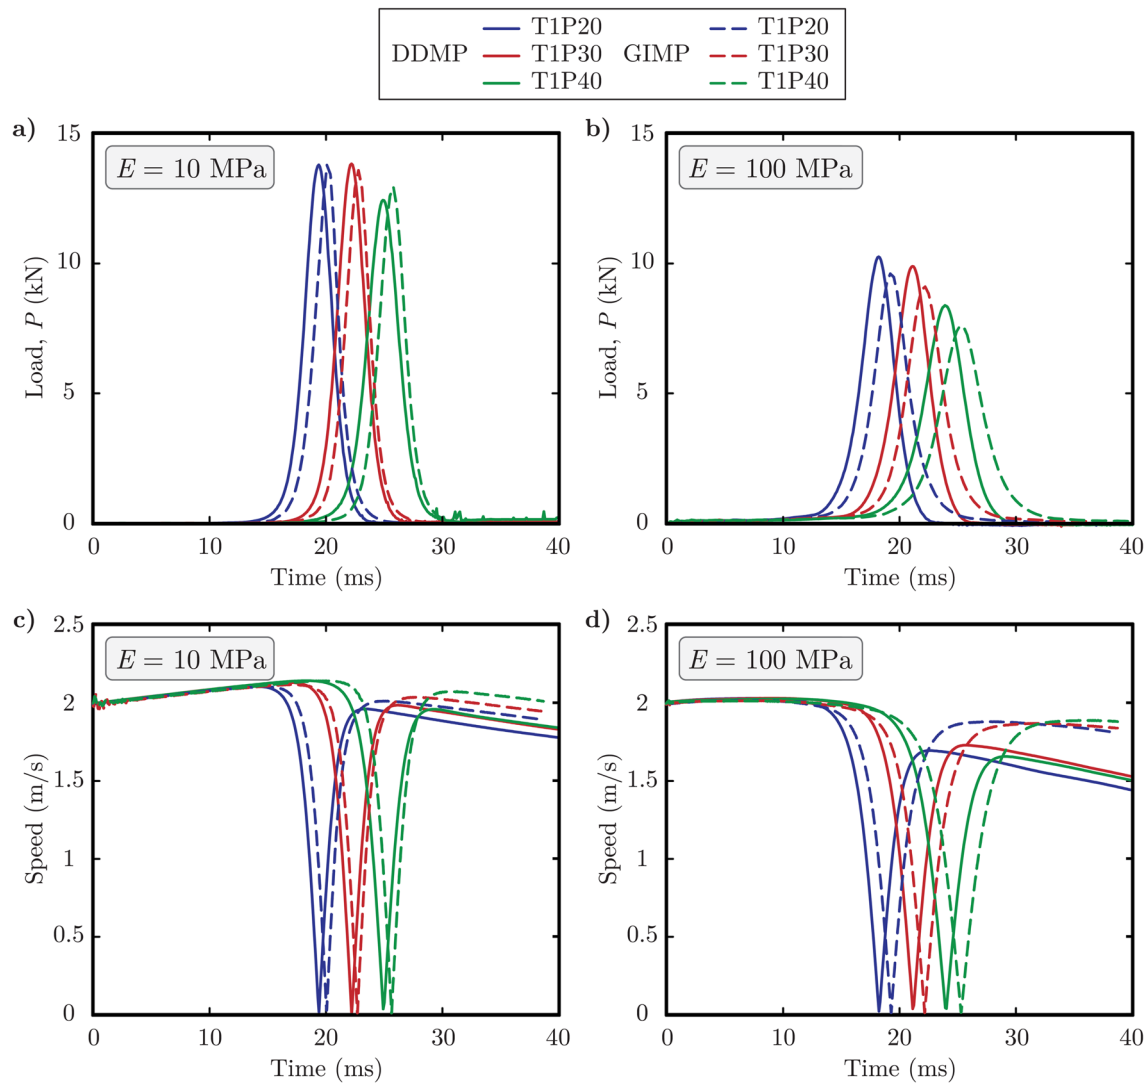 T1P20 T1P20
DDMP T1P30 GIMP T1P30
T1P40 T1P40
a) b)
15 15
E = 10 MPa E = 100 MPa
10 10
Load, P (kN) Load, P (kN)
5 5
0 0
0 10 20 30 40 0 10 20 30 40
Time (ms) Time (ms)
c) d)
2.5 2.5
E = 10 MPa E = 100 MPa
2 2
1.5 1.5
Speed (m/s) Speed (m/s)
1 1
0.5 0.5
0 0
0 10 20 30 40 0 10 20 30 40
Time (ms) Time (ms)